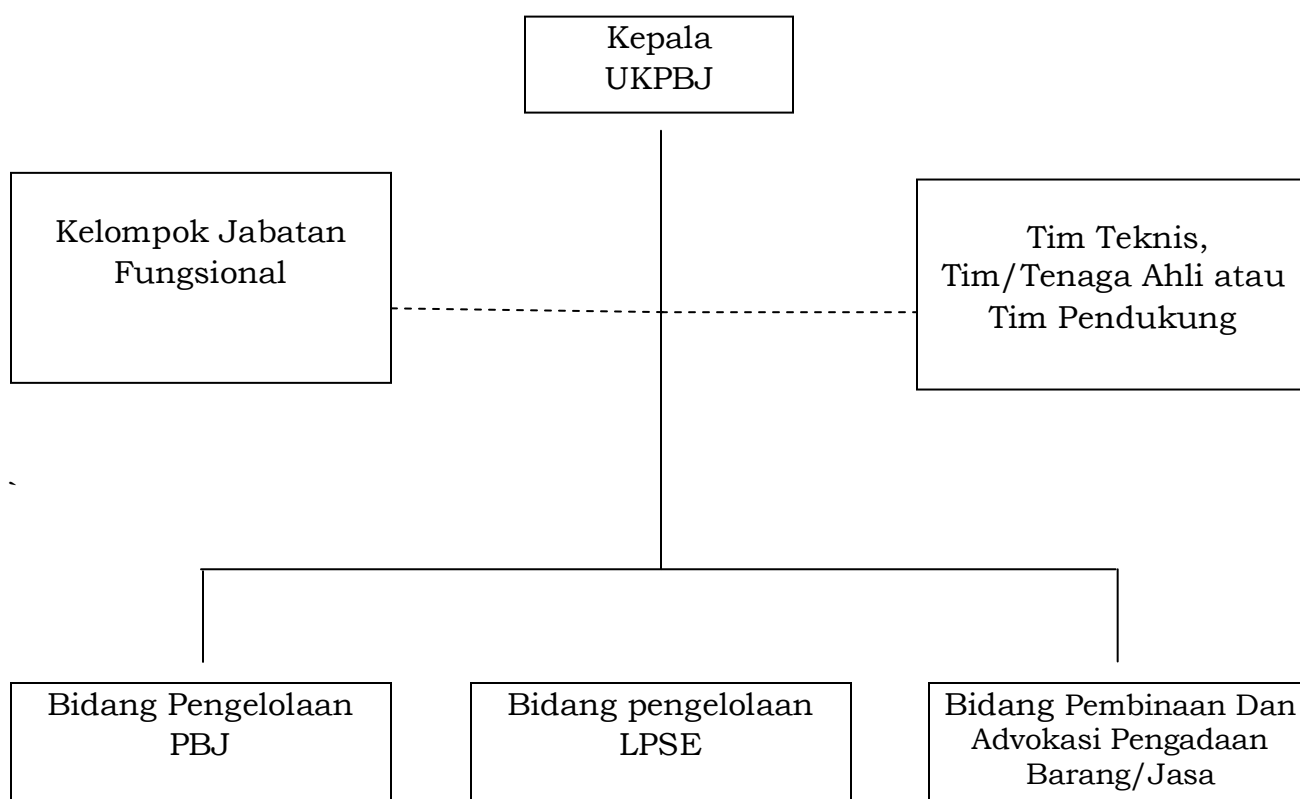 Kepala
UKPBJ
Kelompok Jabatan
Fungsional
Tim Teknis,
Tim/Tenaga Ahli atau
Tim Pendukung
`
Bidang Pengelolaan
PBJ
Bidang pengelolaan
LPSE
Bidang Pembinaan Dan
Advokasi Pengadaan
Barang/Jasa